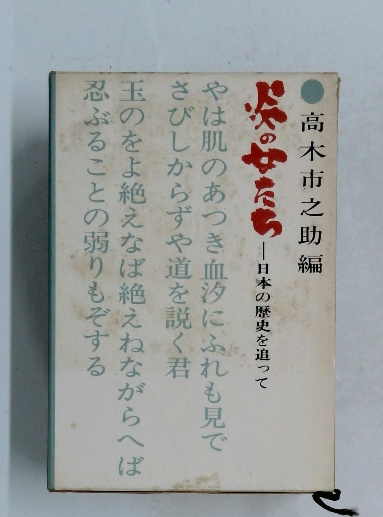 ●高木市之助編
炎の女たち
―日本の歴史を追って
やは肌のあつき血汐にふれも見で
さびしからずや道を説く君
玉のをよ絶えなば絶えねながらへば
忍ぶることの弱りもぞする